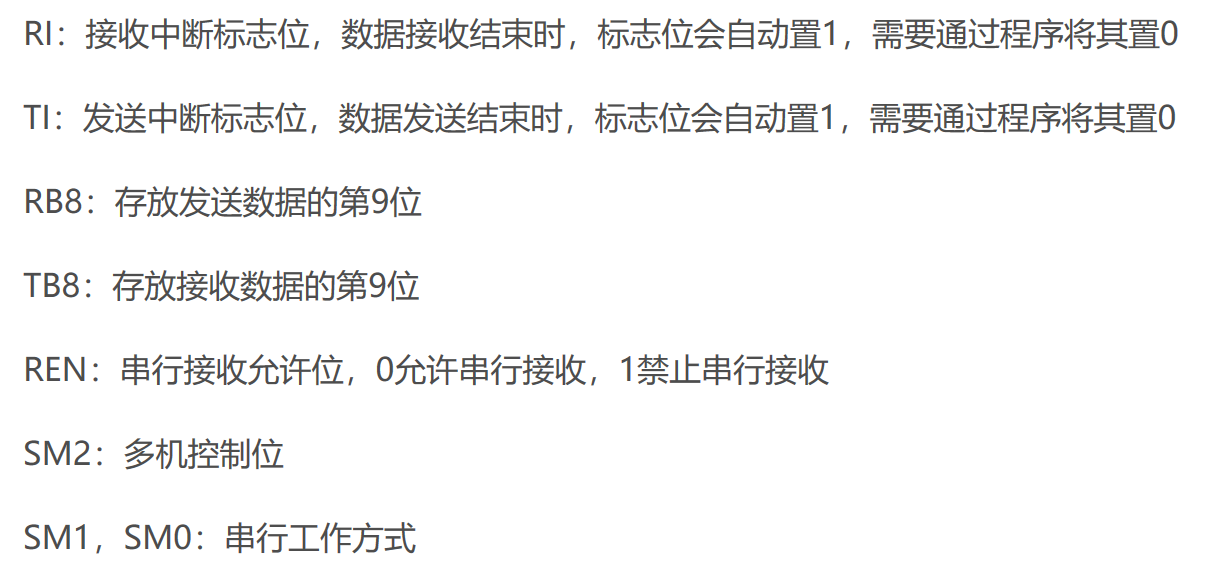 RI：接收中断标志位，数据接收结束时，标志位会自动置1，需要通过程序将其置0
TI：发送中断标志位，数据发送结束时，标志位会自动置1，需要通过程序将其置0
RB8：存放发送数据的第9位
TB8：存放接收数据的第9位
REN：串行接收允许位，0允许串行接收，1禁止串行接收
SM2：多机控制位
SM1，SM0：串行工作方式